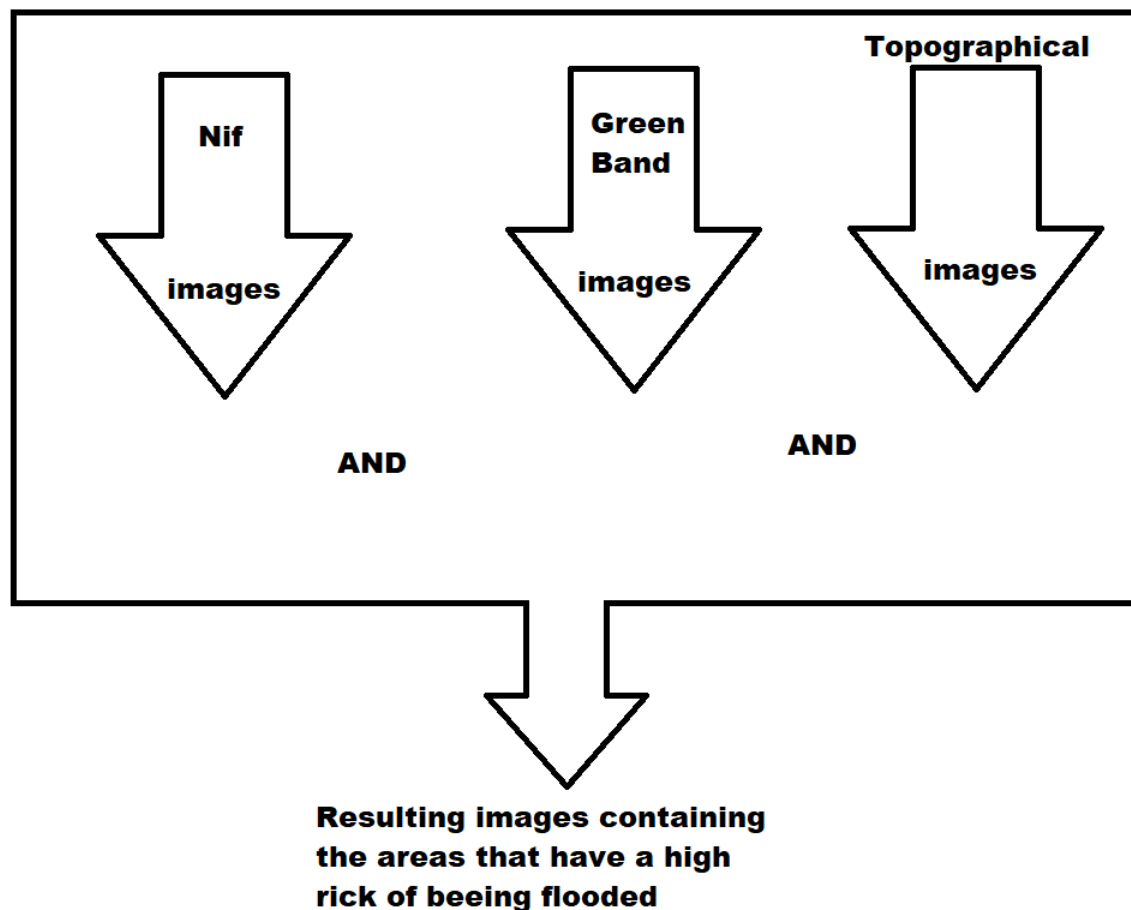 Topographical
Nif
Green
Band
images
images
images
AND
AND
Resulting images containing
the areas that have a high
rick of beeing flooded